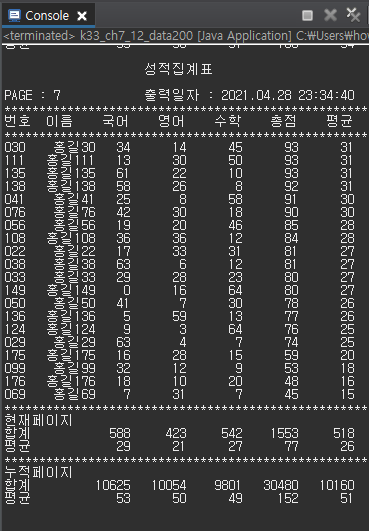 Console
<terminated> k33_ch7_12_data200 [Java Application] C:₩Users₩hov
성적집계표
PAGE : 7 출력일자 : 2021.04.28 23:34:40
*********************************************
번호 이름 국어 영어 수학 총점 평균
*********************************************
030 홍길30 34 14 45 93 31
111 홍길111 13 30 50 93 31
135 홍길135 61 22 10 93 31
138 홍길138 58 26 8 92 31
041 홍길41 25 8 58 91 30
076 홍길76 42 30 18 90 30
056 홍길56 19 20 46 85 28
108 홍길108 36 36 12 84 28
022 홍길22 17 33 31 81 27
038 홍길38 63 6 12 81 27
033 홍길33 29 28 23 80 27
149 홍길149 0 16 64 80 27
050 홍길50 41 7 30 78 26
136 홍길136 5 59 13 77 26
124 홍길124 9 3 64 76 25
029 홍길29 63 4 7 74 25
175 홍길175 16 28 15 59 20
099 홍길99 32 12 9 53 18
176 홍길176 18 10 20 48 16
069 홍길69 7 31 7 45 15
*********************************************
현재페이지
합계 588 423 542 1553 518
평균 29 21 27 77 26
*********************************************
누적페이지
합계 10625 10054 9801 30480 10160
평균 53 50 49 152 51